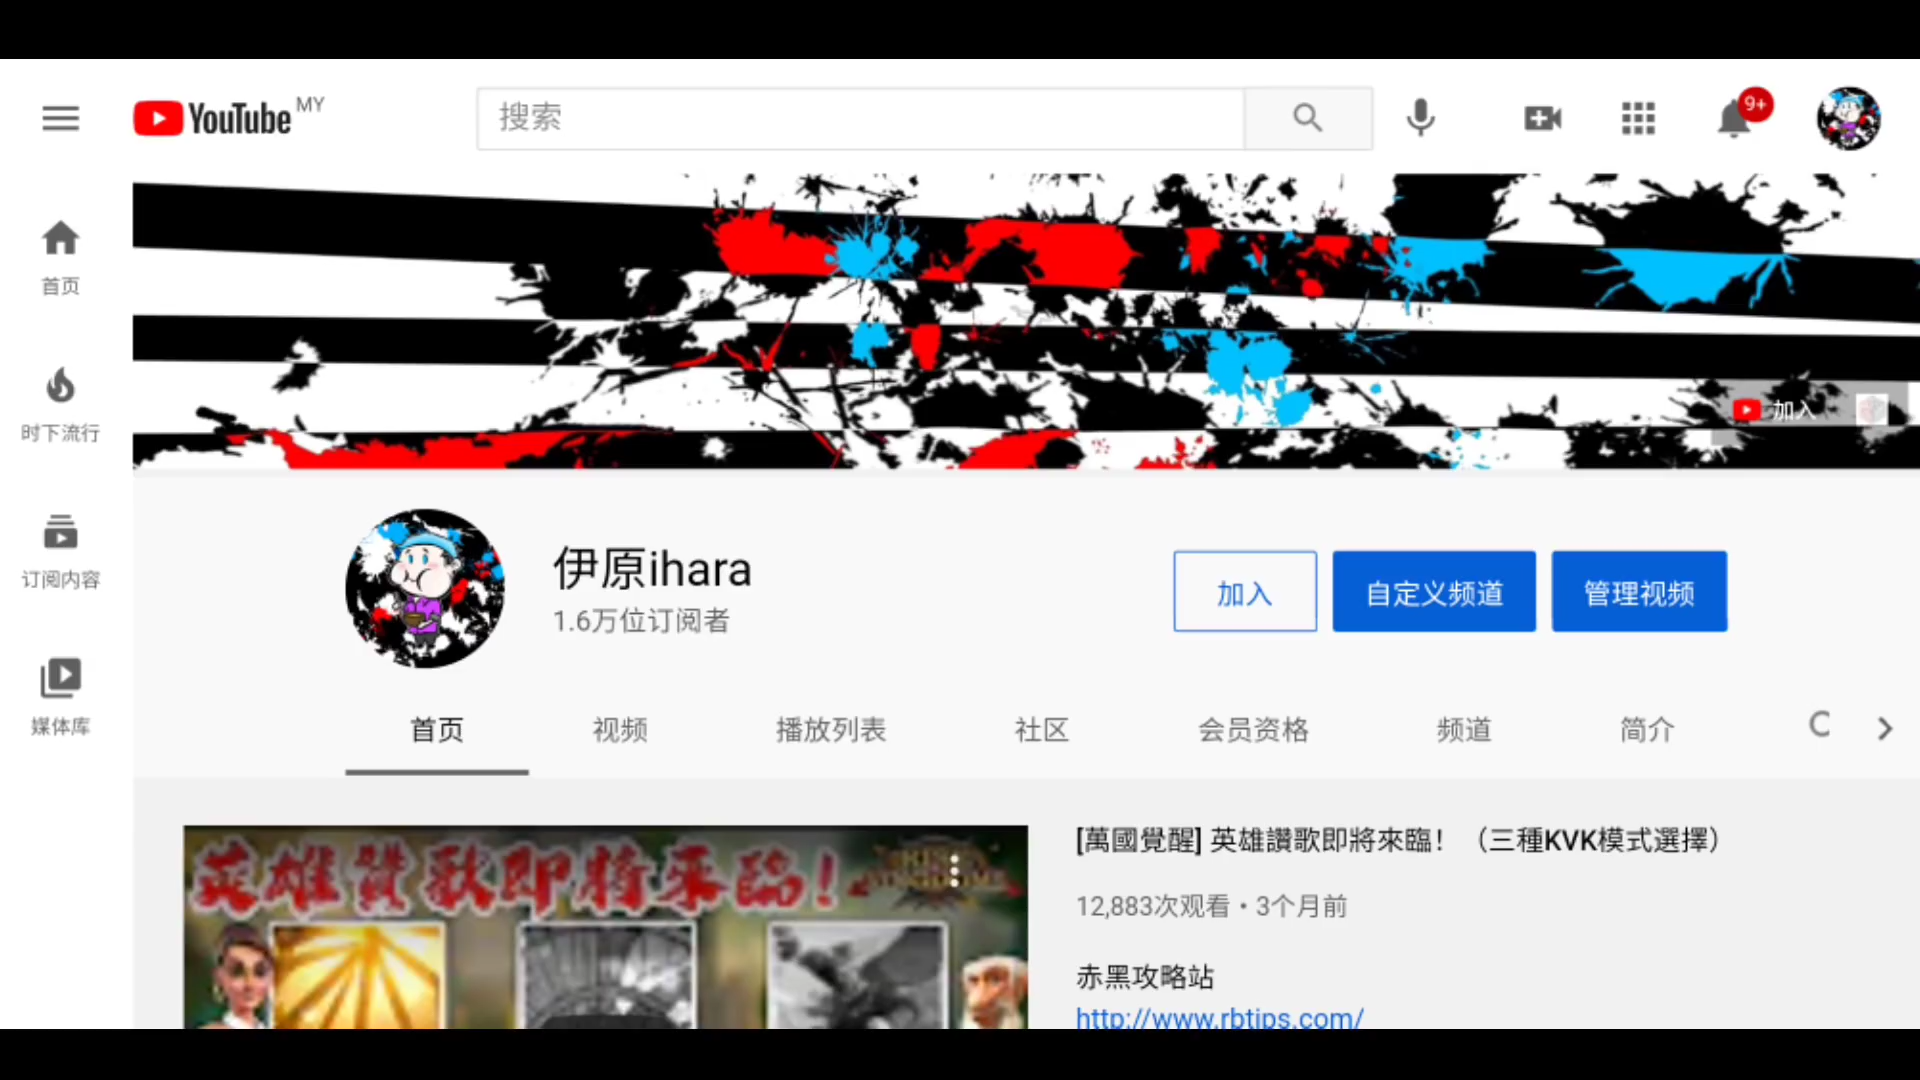 YouTube MY
搜索
9+
首页
时下流行
订阅内容
媒体库
加入
伊原ihara
1.6万位订阅者
加入
自定义频道
管理视频
首页
视频
播放列表
社区
会员资格
频道
简介
英雄贊歌即將來臨!
[萬國覺醒] 英雄讚歌即將來臨！（三種KVK模式選擇）
12,883次观看•3个月前
赤黑攻略站
http://www.rbtips.com/